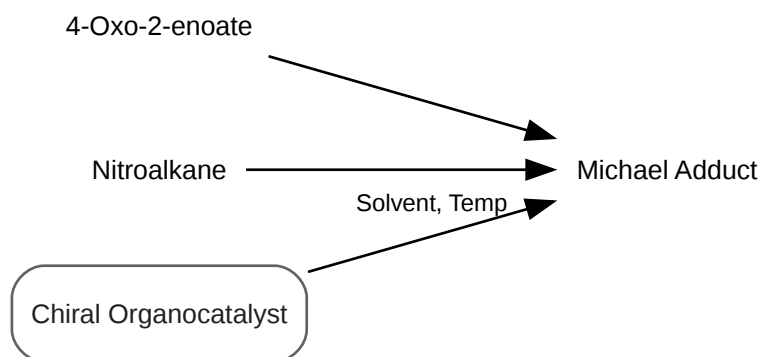 4-Oxo-2-enoate
Nitroalkane
Michael Adduct
Solvent, Temp
Chiral Organocatalyst